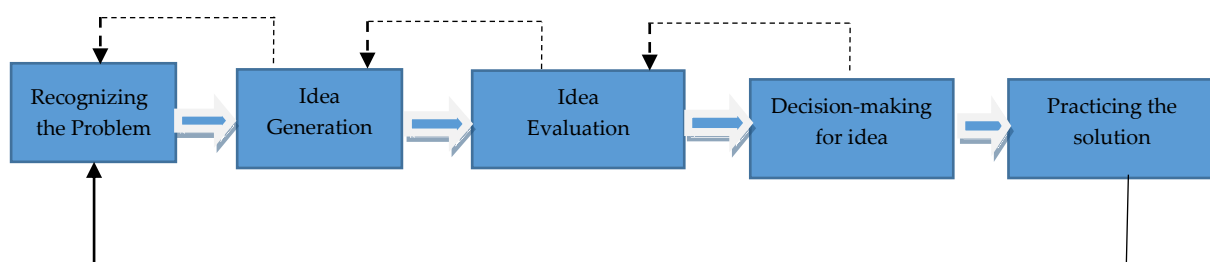 Recognizing
the Problem
Idea
Generation
Idea
Evaluation
Decision-making
for idea
Practicing the
solution